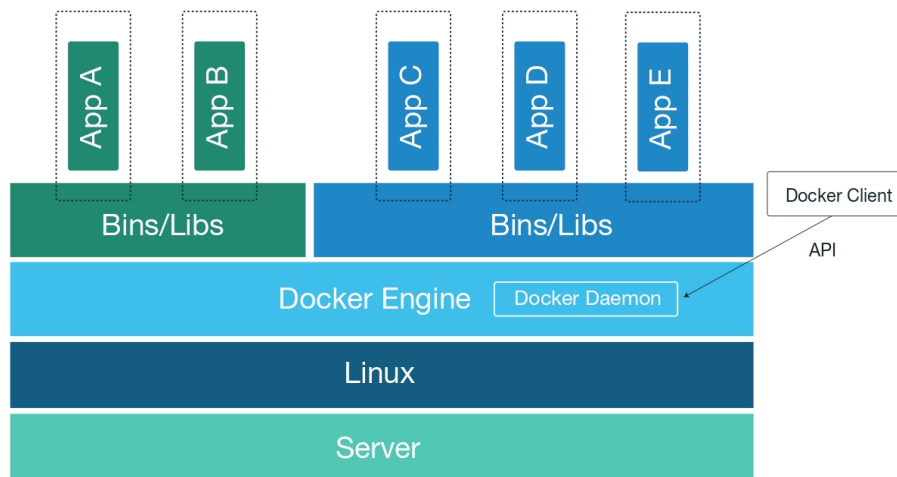 App A
App B
App C
App D
App E
Bins/Libs
Bins/Libs
Docker Client
API
Docker Engine
Docker Daemon
Linux
Server